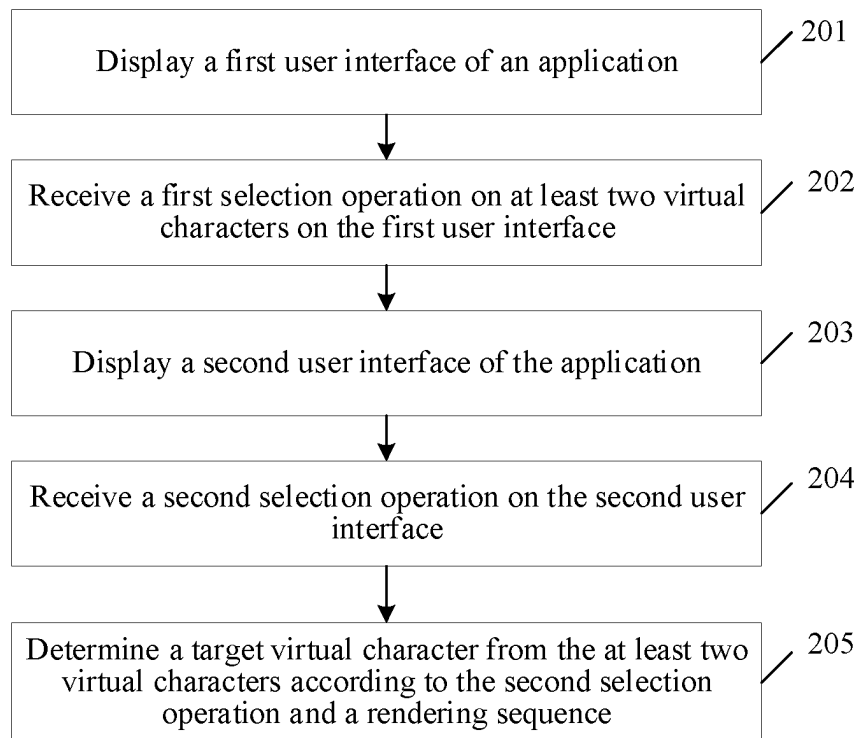 Display a first user interface of an application
201
Receive a first selection operation on at least two virtual
characters on the first user interface
202
Display a second user interface of the application
203
Receive a second selection operation on the second user
interface
204
Determine a target virtual character from the at least two
virtual characters according to the second selection
operation and a rendering sequence
205